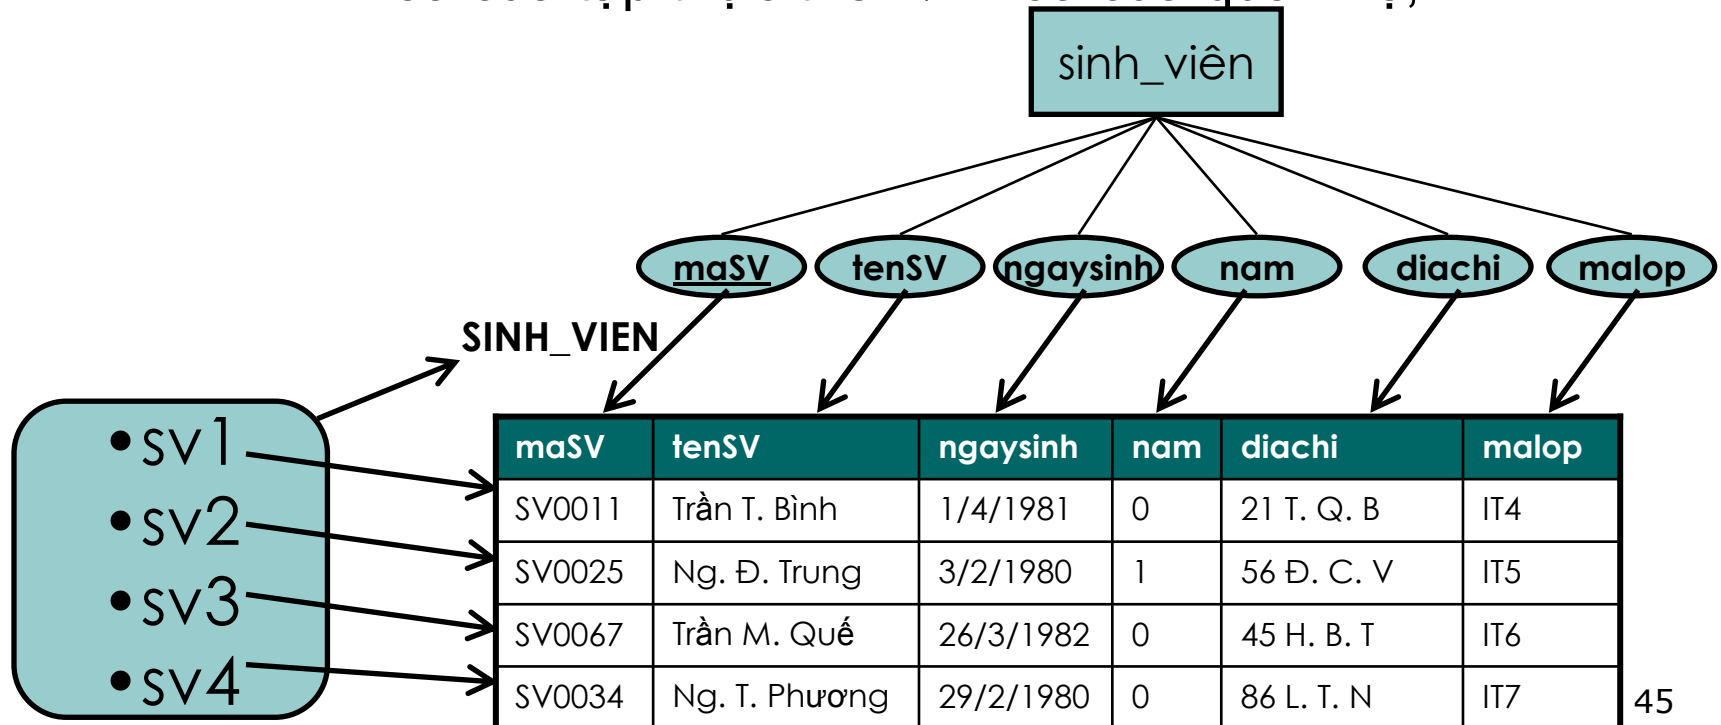 sinh_viên
maSV tenSV ngaysinh nam diachi malop
SINH_VIEN
•sv1
•sv2
•sv3
•sv4
maSV tenSV ngaysinh nam diachi malop
SV0011 Trần T. Bình 1/4/1981 0 21 T. Q. B IT4
SV0025 Ng. Đ. Trung 3/2/1980 1 56 Đ. C. V IT5
SV0067 Trần M. Quế 26/3/1982 0 45 H. B. T IT6
SV0034 Ng. T. Phương 29/2/1980 0 86 L. T. N IT7
45